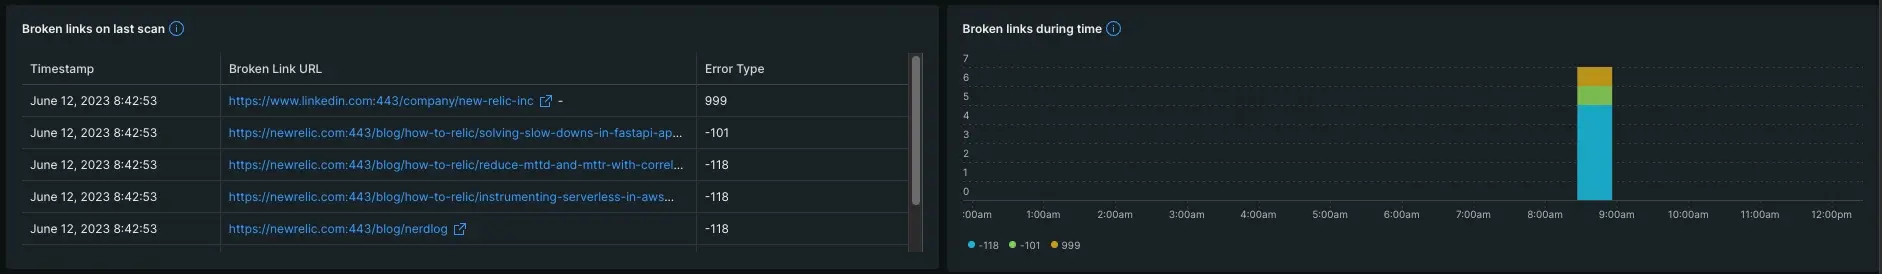 Broken links on last scan
Timestamp Broken Link URL Error Type
June 12, 2023 8:42:53 https://www.linkedin.com:443/company/new-relic-inc - 999
June 12, 2023 8:42:53 https://newrelic.com:443/blog/how-to-relic/solving-slow-downs-in-fastapi-ap... -101
June 12, 2023 8:42:53 https://newrelic.com:443/blog/how-to-relic/reduce-mttd-and-mttr-with-correl... -118
June 12, 2023 8:42:53 https://newrelic.com:443/blog/how-to-relic/instrumenting-serverless-in-aws... -118
June 12, 2023 8:42:53 https://newrelic.com:443/blog/nerdlog -118
Broken links during time
7
6
5
4
3
2
1
0
:00am 1:00am 2:00am 3:00am 4:00am 5:00am 6:00am 7:00am 8:00am 9:00am 10:00am 11:00am 12:00pm
-118 -101 999